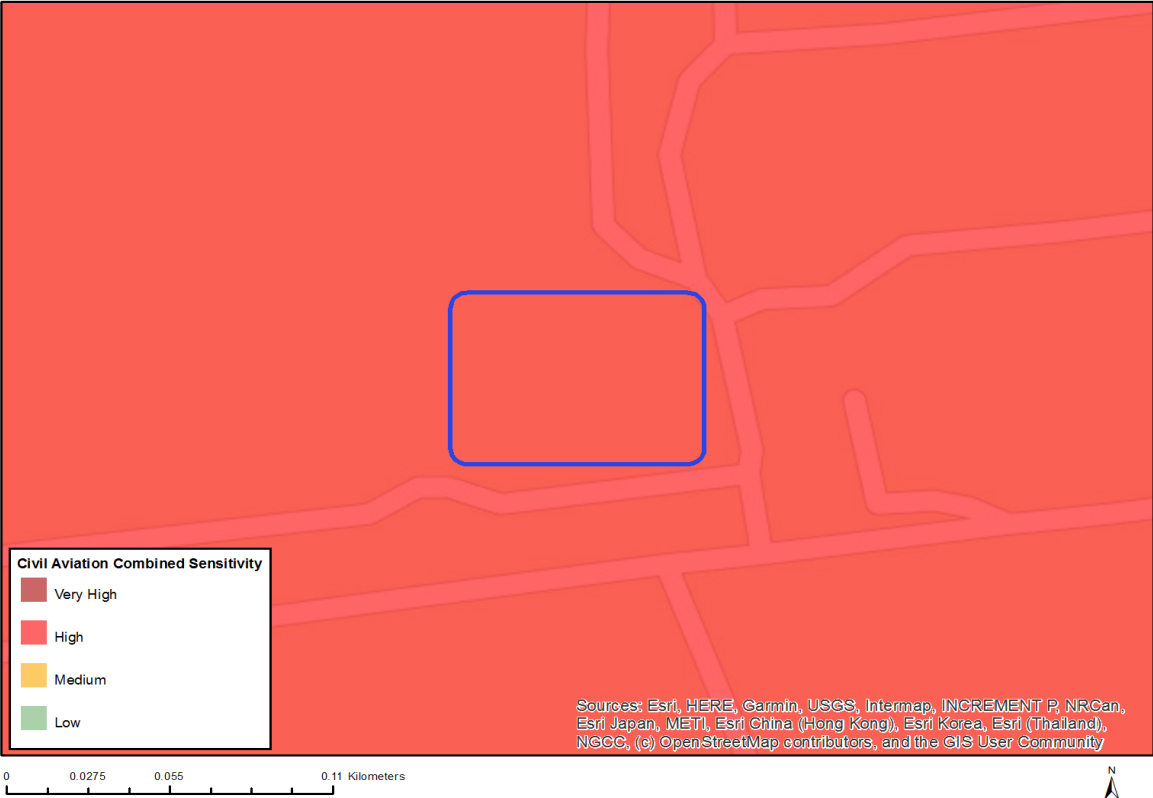 Civil Aviation Combined Sensitivity
Very High
High
Medium
Low
Sources: Esri, HERE, Garmin, USGS, Intermap, INCREMENT P, NRCan,
Esri Japan, METI, Esri China (Hong Kong), Esri Korea, Esri (Thailand),
NGCC, (c) OpenStreetMap contributors, and the GIS User Community
0 0.0275 0.055 0.11 Kilometers
N